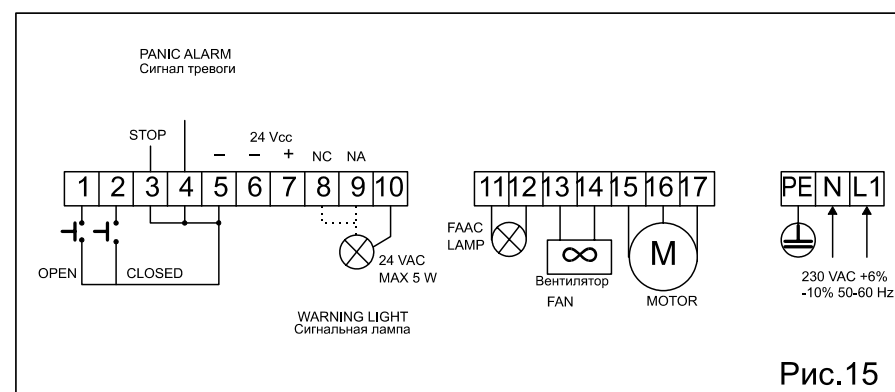 PANIC ALARM
Сигнал тревоги
STOP
24 Vcc
– – +
NC NA
1 2 3 4 5 6 7 8 9 10
11 12 13 14 15 16 17
PE N L1
OPEN
CLOSED
24 VAC
MAX 5 W
WARNING LIGHT
Сигнальная лампа
FAAC
LAMP
Вентилятор
FAN
M
MOTOR
230 VAC +6%
-10% 50-60 Hz
Рис.15